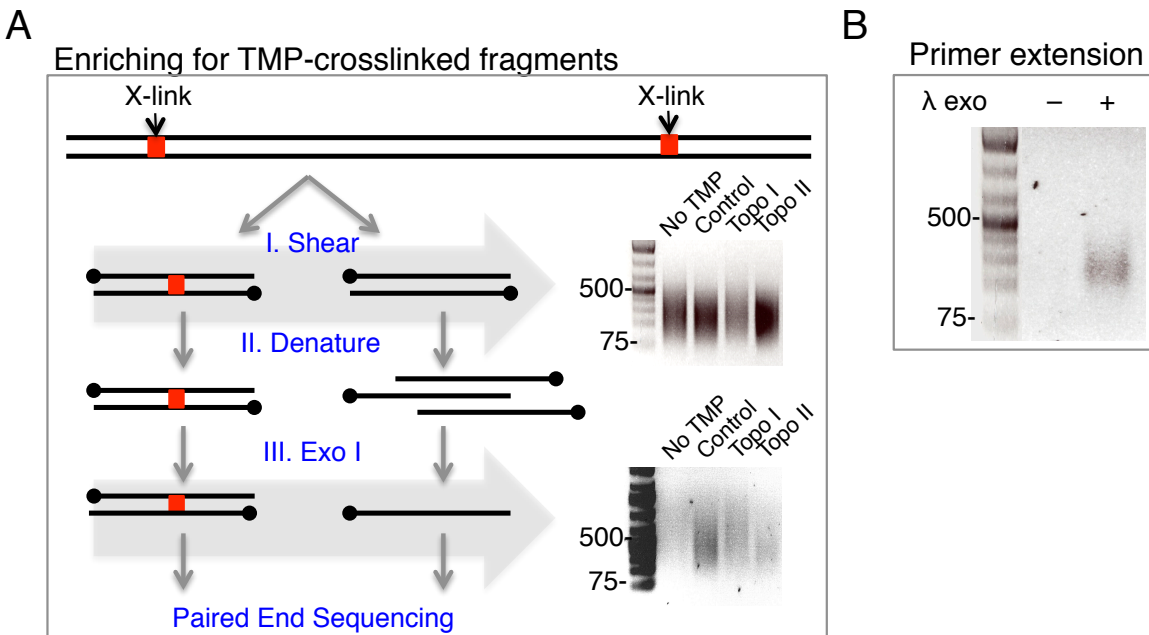 A
Enriching for TMP-crosslinked fragments
X-link
X-link
I. Shear
No TMP
Control
Topo I
Topo II
500-
75-
II. Denature
III. Exo I
No TMP
Control
Topo I
Topo II
500-
75-
Paired End Sequencing
B
Primer extension
λ exo – +
500-
75-